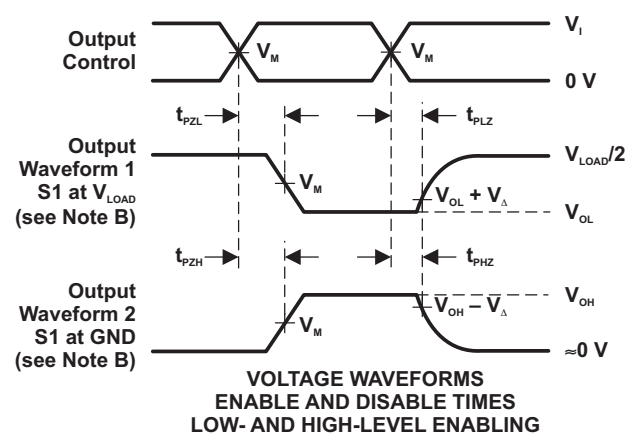 Output
Control
V_I
V_M
V_M
0 V
t_PZL
t_PLZ
Output
Waveform 1
S1 at V_LOAD
(see Note B)
V_LOAD/2
V_M
V_OL + V_Δ
V_OL
t_PZH
t_PHZ
Output
Waveform 2
S1 at GND
(see Note B)
V_OH
V_OH – V_Δ
V_M
≈0 V
VOLTAGE WAVEFORMS
ENABLE AND DISABLE TIMES
LOW- AND HIGH-LEVEL ENABLING